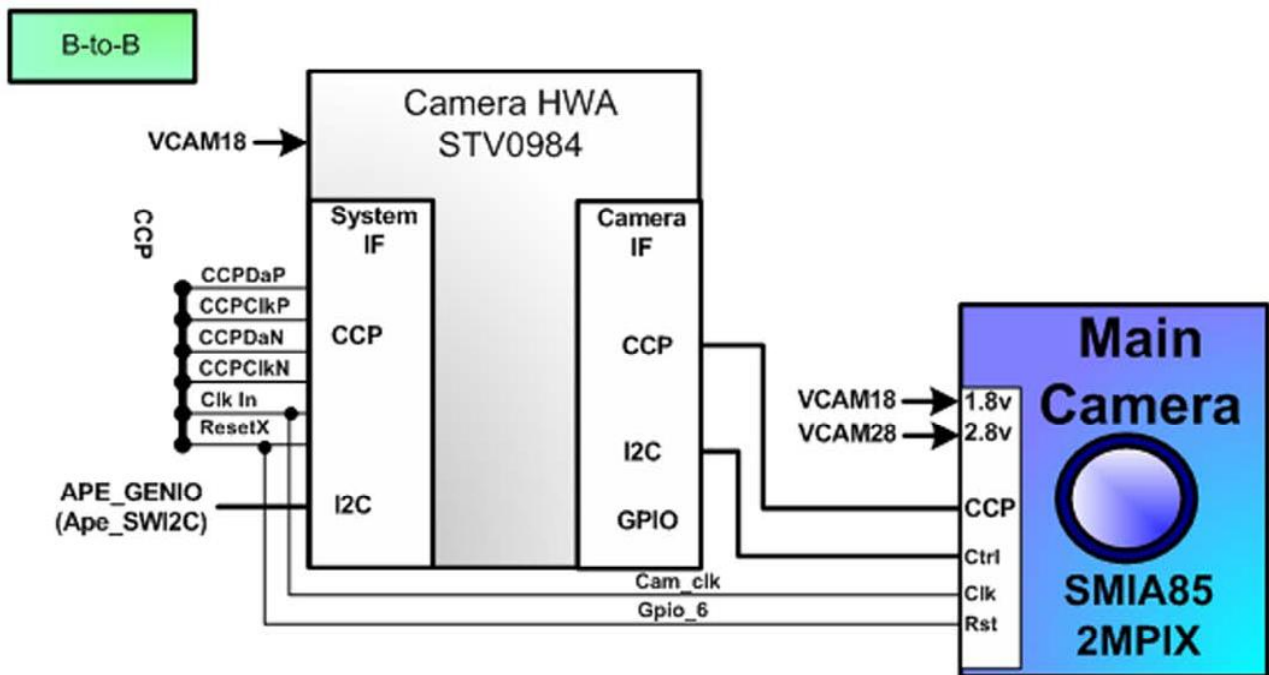 B-to-B
Camera HWA
STV0984
VCAM18
System
IF
Camera
IF
CCP
CCPDaP
CCPClkP
CCPDaN
CCPClkN
Clk In
ResetX
CCP
CCP
APE_GENIO
(Ape_SWI2C)
I2C
I2C
GPIO
Cam_clk
Gpio_6
VCAM18
VCAM28
1.8v
2.8v
CCP
Ctrl
Clk
Rst
Main
Camera
SMIA85
2MPIX